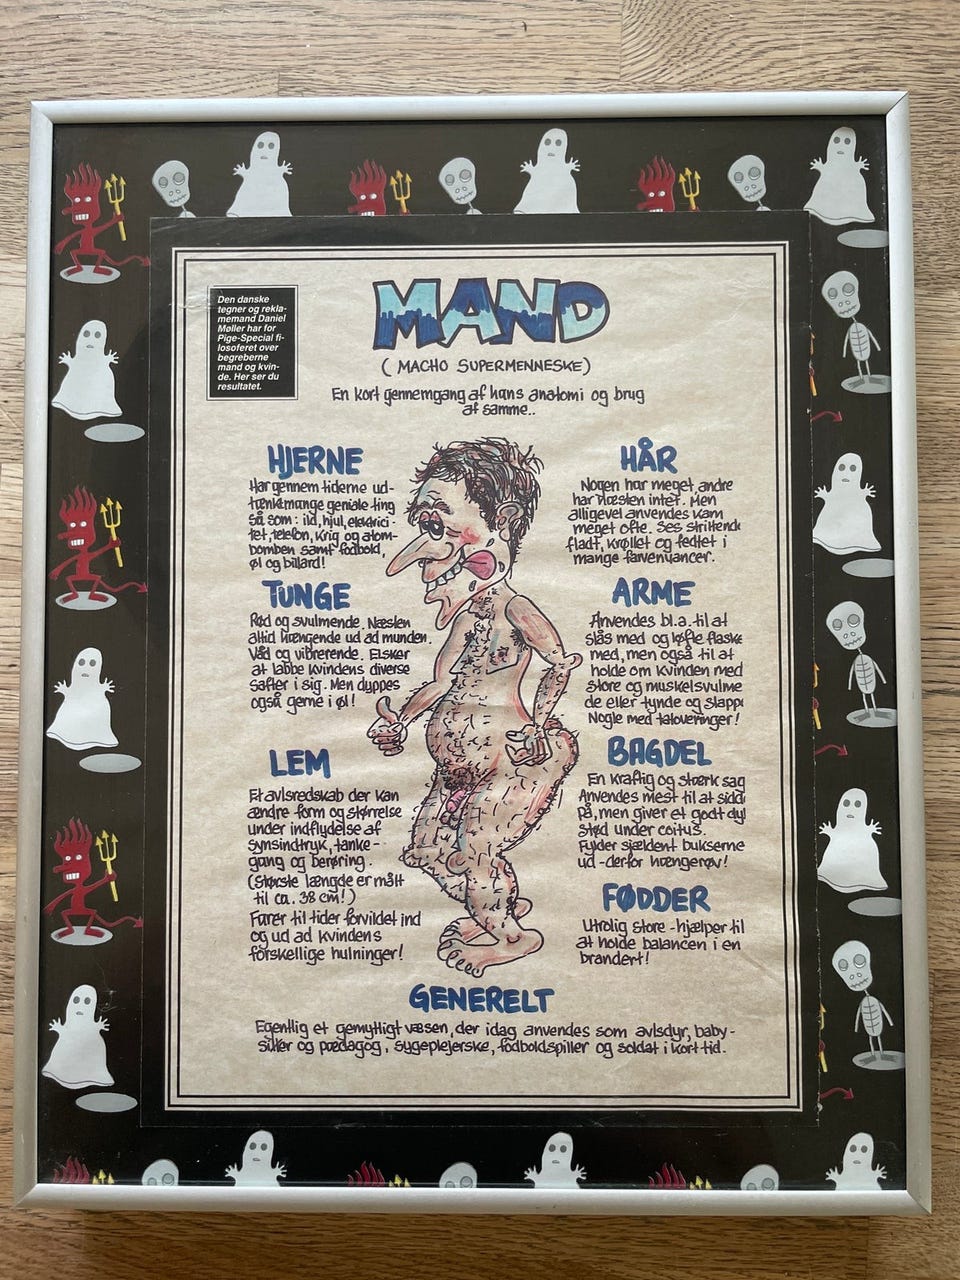 Den danske
tegner og rekla-
memand Daniel
Møller har for
Pige-Special fi-
losoferet over
begreberne
mand og kvin-
de. Her ser du
resultatet.
MAND
( MACHO SUPERMENNESKE)
En kort gennemgang af hans anatomi og brug
af samme..
HJERNE
Har gennem tiderne ud-
tænkt mange geniale ting
så som: ild, hjul, elektrici-
tet, telefon, krig og atom-
bomben samt fodbold,
øl og billard!
TUNGE
Rød og svulmende. Næsten
altid hængende ud ad munden.
Våd og vibrerende. Elsker
at labbe kvindens diverse
safter i sig. Men dyppes
også gerne i øl!
LEM
Et avlsredskab der kan
ændre form og størrelse
under indflydelse af
synsindtryk, tanke-
gang og berøring.
(Største længde er målt
til ca. 38 cm!)
Farer til tider forvildet ind
og ud ad kvindens
forskellige hulninger!
HÅR
Nogen har meget, andre
har næsten intet. Men
alligevel anvendes kam
meget ofte. Ses strittende
fladt, krøllet og fedtet i
mange farvenuancer.
ARME
Anvendes bl.a. til at
slås med og løfte flaske
med, men også til at
holde om kvinden med
Store og muskelsvulme
de eller tynde og slappe
Nogle med tatoveringer!
BAGDEL
En kraftig og stærk sag
Anvendes mest til at sidde
på, men giver et godt dyb
stød under coitus.
Fylder sjældent bukserne
ud - derfor hængerøv!
FØDDER
Utrolig store - hjælper til
at holde balancen i en
brandert!
GENERELT
Egentlig et gemytligt væsen, der idag anvendes som avlsdyr, baby-
sitter og pædagog, sygeplejerske, fodboldspiller og soldat i kort tid.